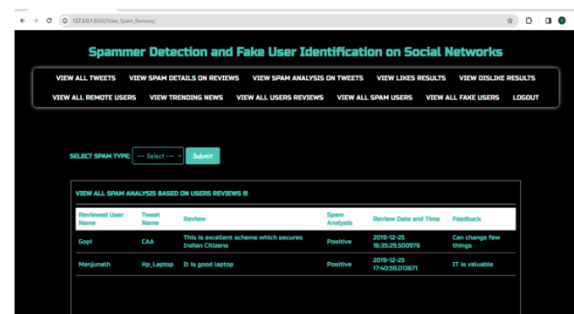 127.0.0.1:8000/View_Spam_Reviews/
Spammer Detection and Fake User Identification on Social Networks
VIEW ALL TWEETS VIEW SPAM DETAILS ON REVIEWS VIEW SPAM ANALYSIS ON TWEETS VIEW LIKES RESULTS VIEW DISLIKE RESULTS
VIEW ALL REMOTE USERS VIEW TRENDING NEWS VIEW ALL USERS REVIEWS VIEW ALL SPAM USERS VIEW ALL FAKE USERS LOGOUT
SELECT SPAM TYPE: --- Select --- Submit
VIEW ALL SPAM ANALYSIS BASED ON USERS REVIEWS !!!
Reviewed User Name Tweet Name Review Spam Analysis Review Date and Time Feedback
Gopi CAA This is excellent scheme which secures Indian Citizens Positive 2019-12-25 16:35:29.500976 Can change few things
Manjunath Hp_Laptop It is good laptop Positive 2019-12-25 17:40:59.013671 IT is valuable